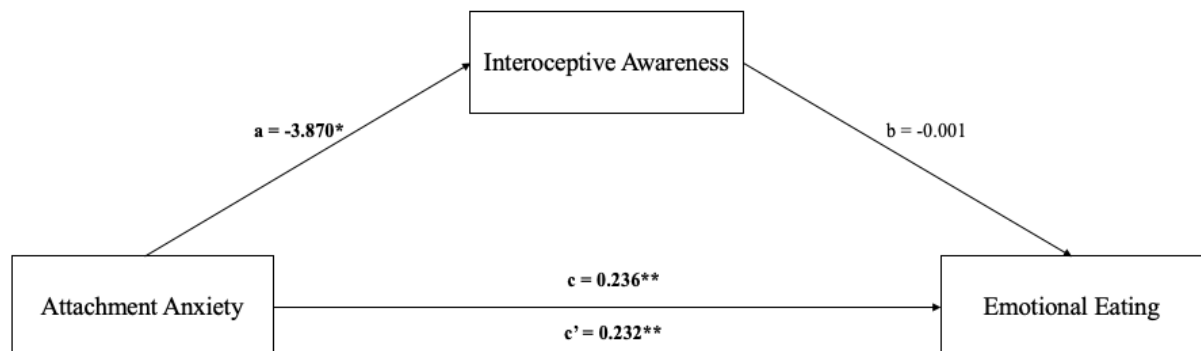 Interoceptive Awareness
a = -3.870*
b = -0.001
Attachment Anxiety
c = 0.236**
c’ = 0.232**
Emotional Eating